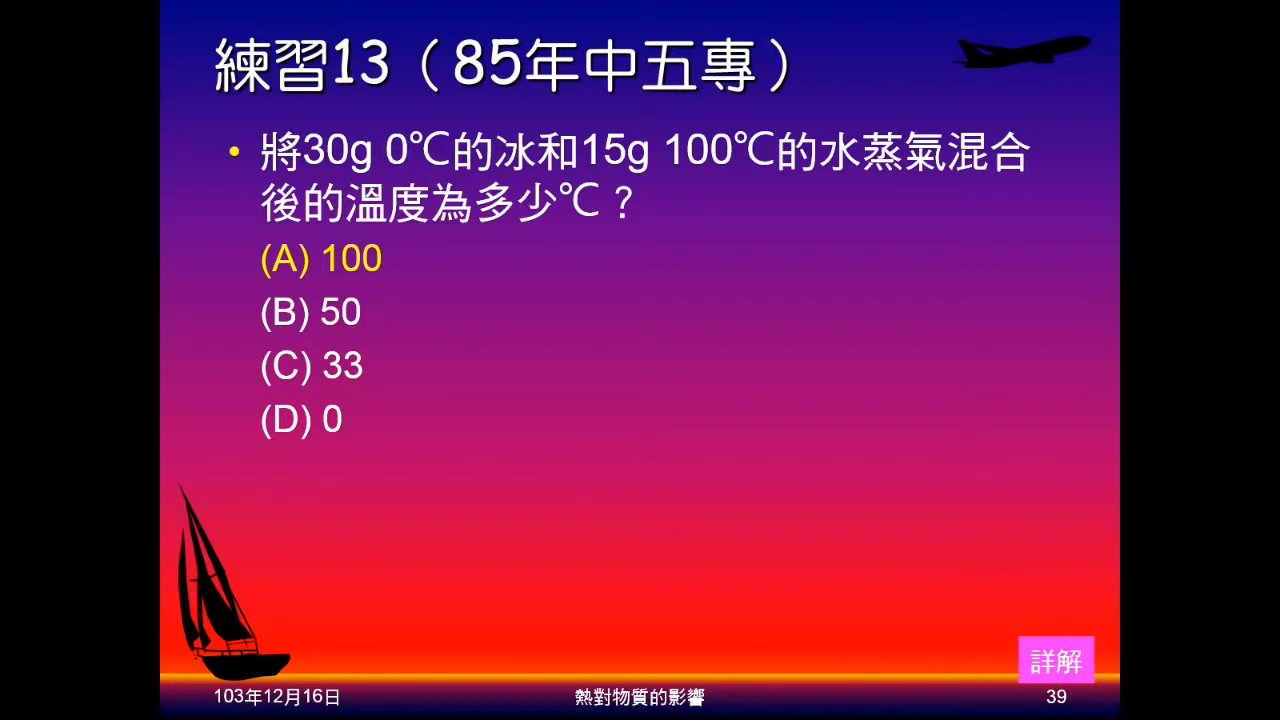 練習13（85年中五專）
• 將30g 0℃的冰和15g 100℃的水蒸氣混合
後的溫度為多少℃？
(A) 100
(B) 50
(C) 33
(D) 0
詳解
103年12月16日
熱對物質的影響
39